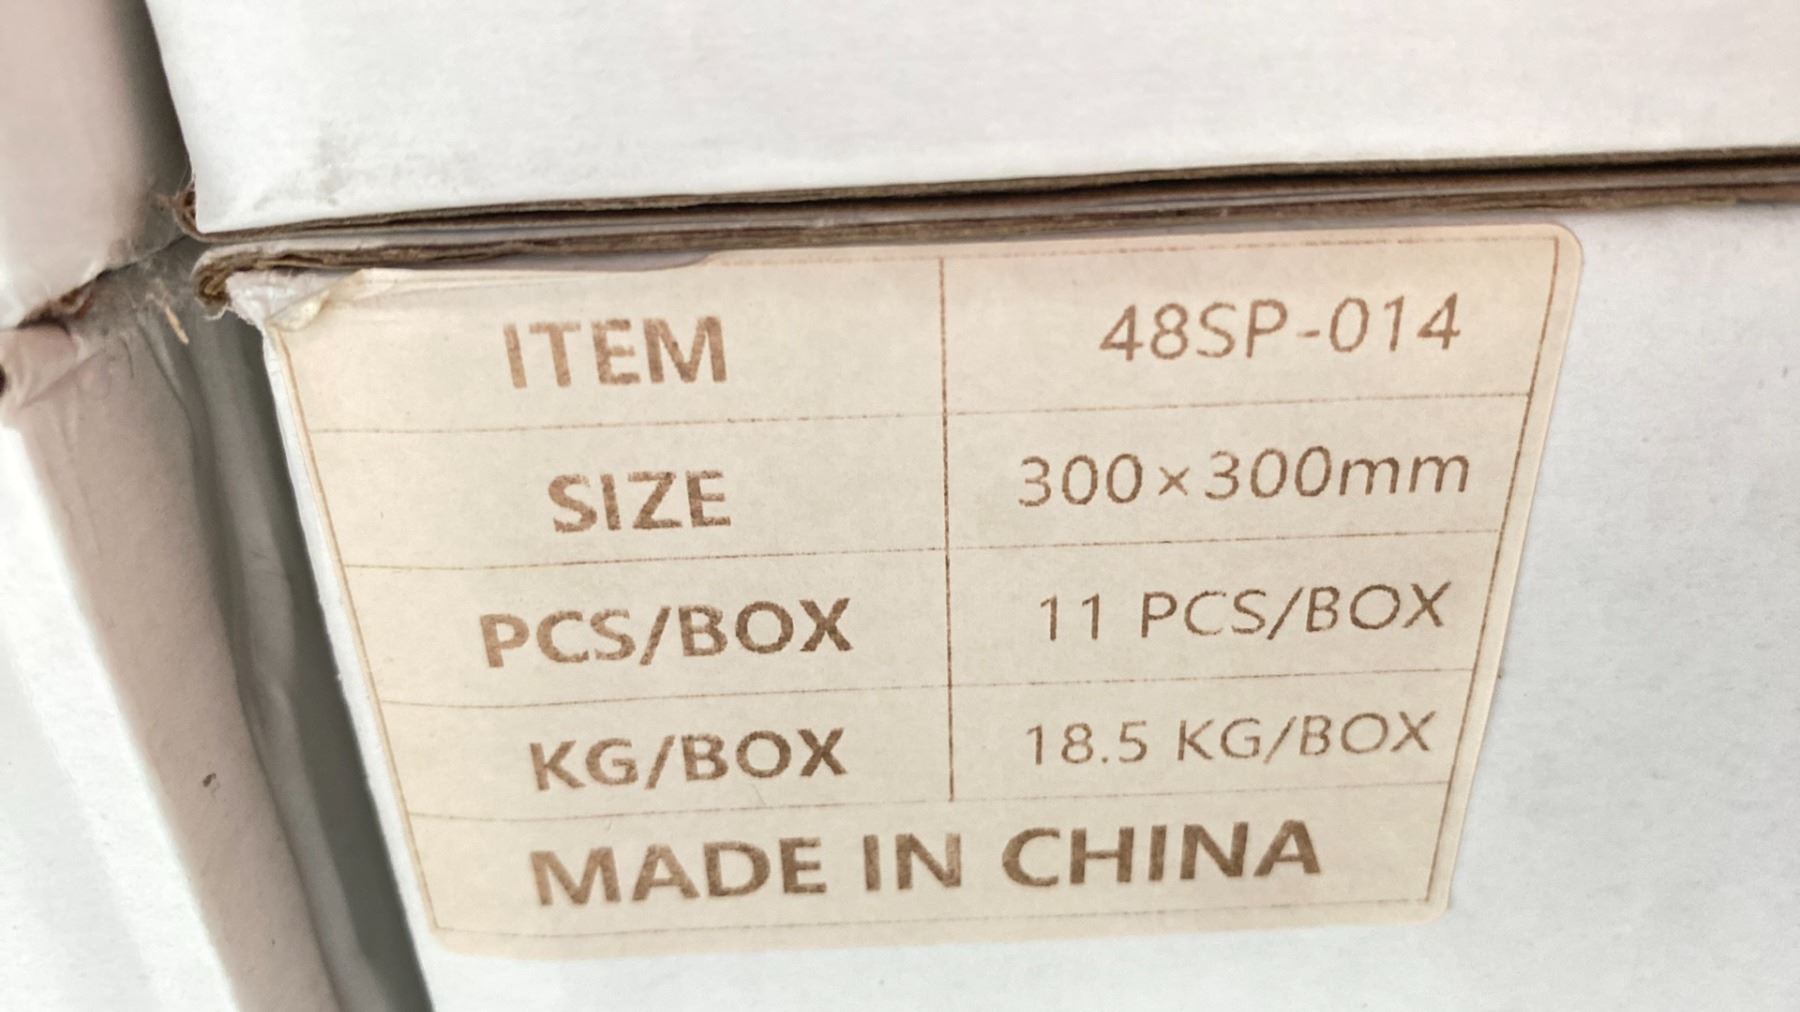 ITEM 48SP-014
SIZE 300×300mm
PCS/BOX 11 PCS/BOX
KG/BOX 18.5 KG/BOX
MADE IN CHINA